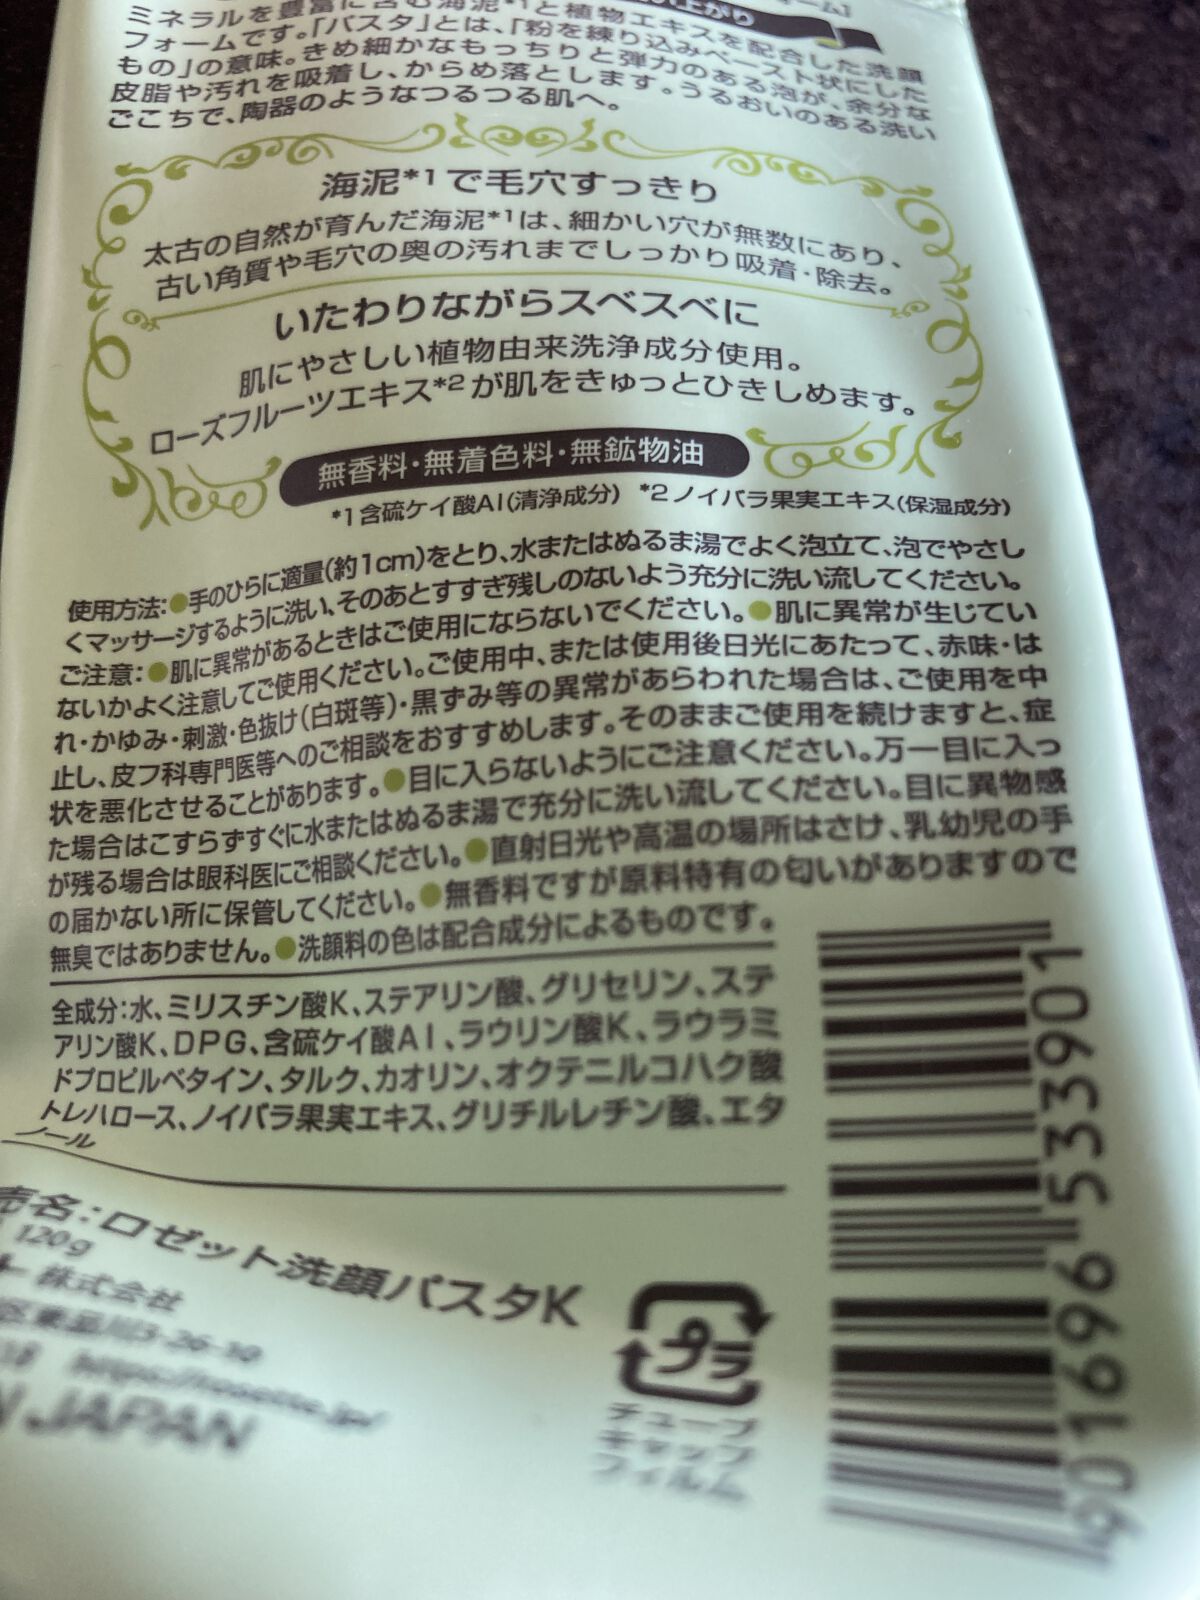 ミネラルを豊富に含む海泥*1と植物エキスを配合した洗顔
フォームです。「パスタ」とは、「粉を練り込みペースト状にした
もの」の意味。きめ細かなもっちりと弾力のある泡が、余分な
皮脂や汚れを吸着し、からめ落とします。うるおいのある洗い
ごこちで、陶器のようなつるつる肌へ。
海泥*1で毛穴すっきり
太古の自然が育んだ海泥*1は、細かい穴が無数にあり、
古い角質や毛穴の奥の汚れまでしっかり吸着・除去。
いたわりながらスベスベに
肌にやさしい植物由来洗浄成分使用。
ローズフルーツエキス*2が肌をきゅっとひきしめます。
無香料・無着色料・無鉱物油
*1含硫ケイ酸Al(清浄成分) *2ノイバラ果実エキス(保湿成分)
使用方法:●手のひらに適量(約1cm)をとり、水またはぬるま湯でよく泡立て、泡でやさし
くマッサージするように洗い、そのあとすすぎ残しのないよう充分に洗い流してください。
ご注意:●肌に異常があるときはご使用にならないでください。●肌に異常が生じてい
ないかよく注意してご使用ください。ご使用中、または使用後日光にあたって、赤味・は
れ・かゆみ・刺激・色抜け(白斑等)・黒ずみ等の異常があらわれた場合は、ご使用を中
止し、皮フ科専門医等へのご相談をおすすめします。そのままご使用を続けますと、症
状を悪化させることがあります。●目に入らないようにご注意ください。万一目に入っ
た場合はこすらずすぐに水またはぬるま湯で充分に洗い流してください。目に異物感
が残る場合は眼科医にご相談ください。●直射日光や高温の場所はさけ、乳幼児の手
の届かない所に保管してください。●無香料ですが原料特有の匂いがありますので
無臭ではありません。●洗顔料の色は配合成分によるものです。
全成分:水、ミリスチン酸K、ステアリン酸、グリセリン、ステ
アリン酸K、DPG、含硫ケイ酸Al、ラウリン酸K、ラウラミ
ドプロピルベタイン、タルク、カオリン、オクテニルコハク酸
トレハロース、ノイバラ果実エキス、グリチルレチン酸、エタ
ノール
売名:ロゼット洗顔パスタK
120g
株式会社
区東品川3-26-10
https://rosette.jp/
N JAPAN
プラ
チューブ
キャップ
フィルム
4 901696 533901